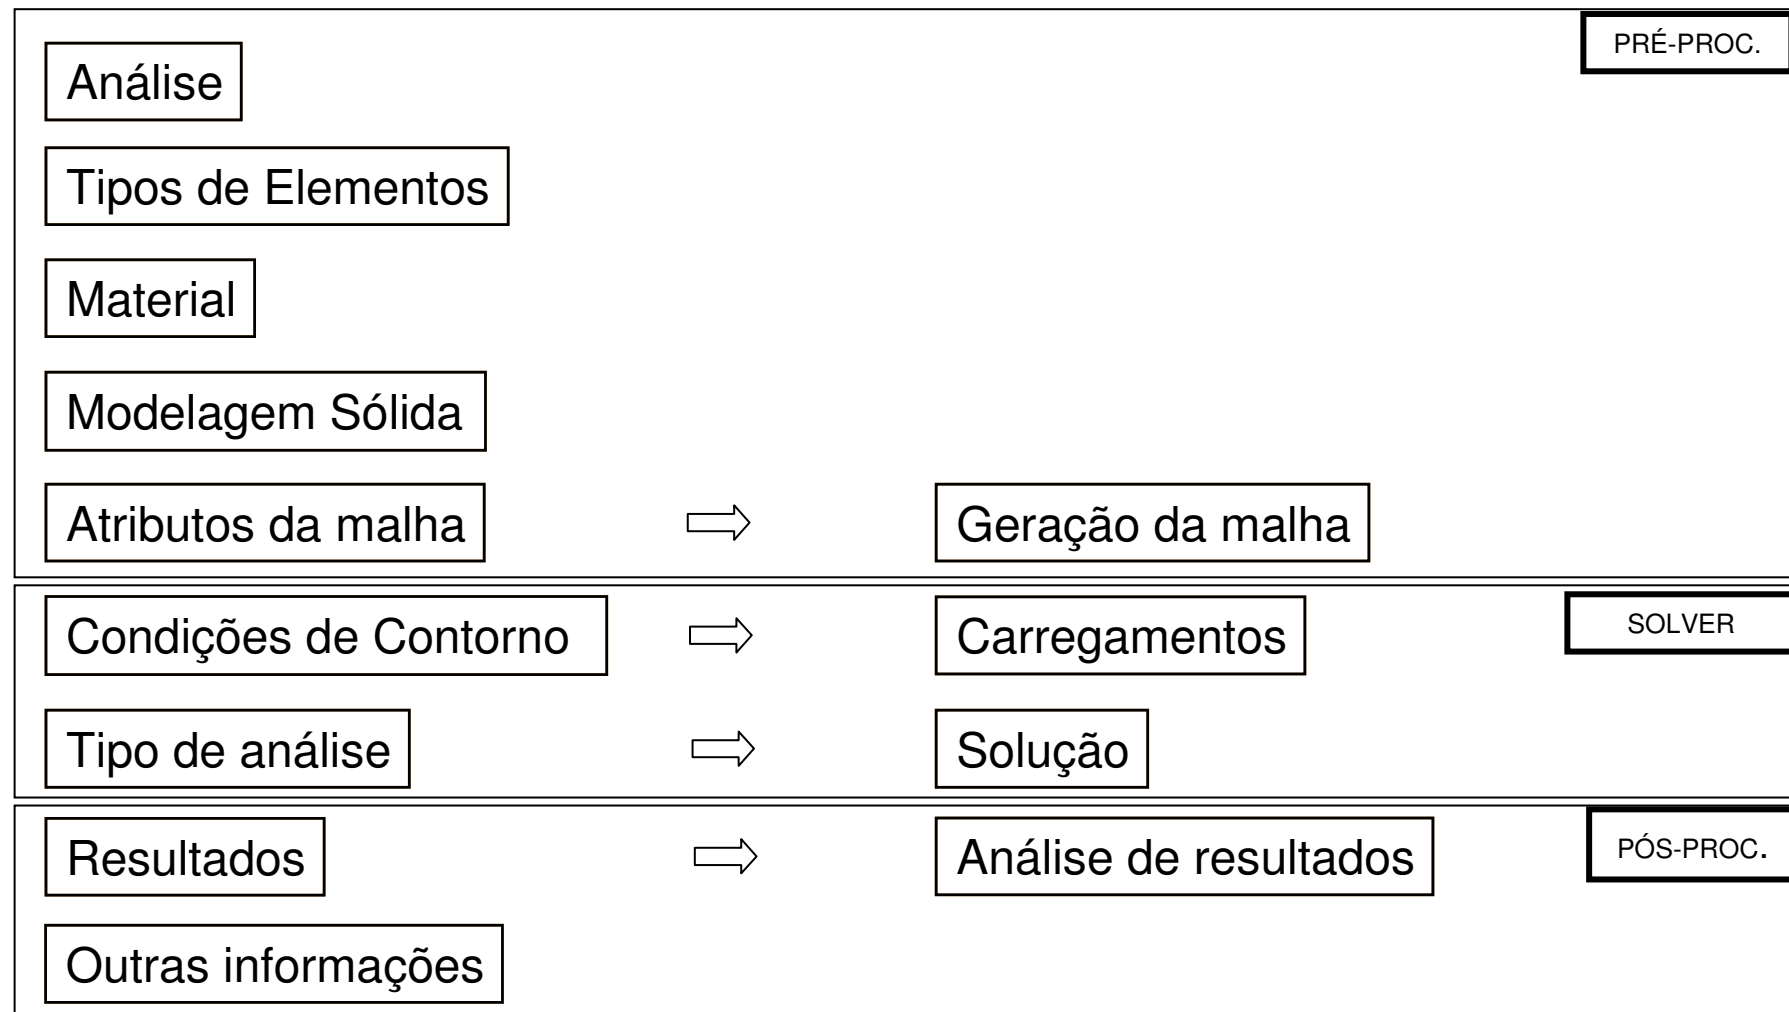 PRÉ-PROC.
Análise
Tipos de Elementos
Material
Modelagem Sólida
Atributos da malha
Geração da malha
Condições de Contorno
Carregamentos
SOLVER
Tipo de análise
Solução
Resultados
Análise de resultados
PÓS-PROC.
Outras informações